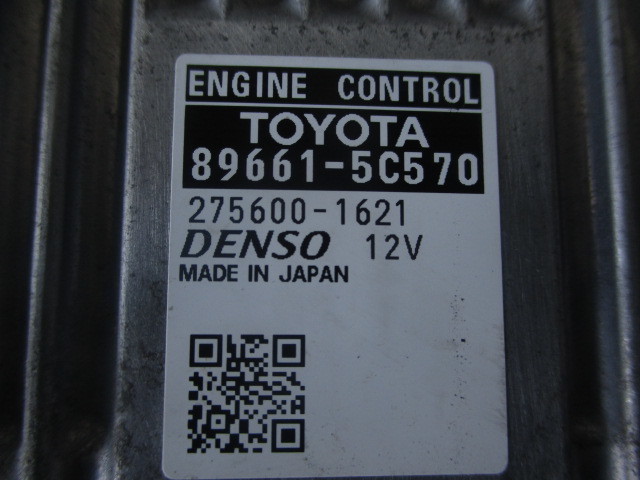 ENGINE CONTROL
TOYOTA
89661-5C570
275600-1621
DENSO 12V
MADE IN JAPAN